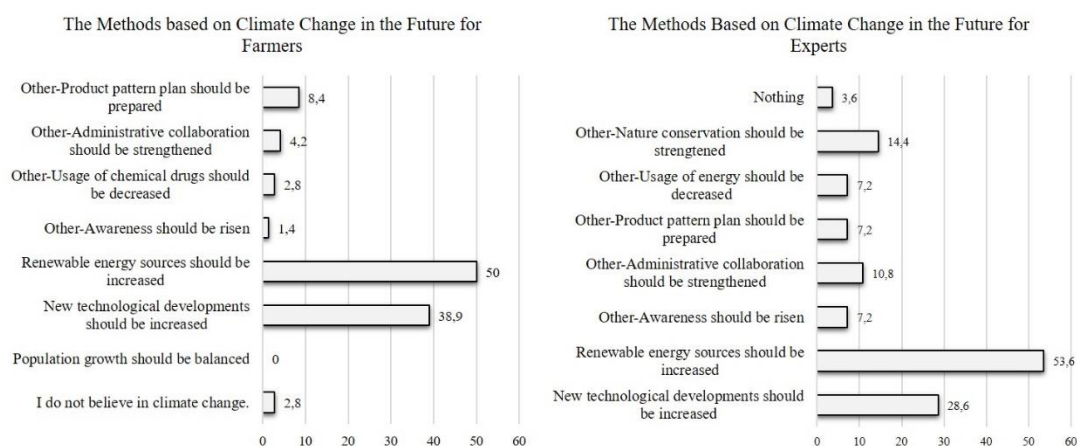 The Methods based on Climate Change in the Future for
Farmers
Other-Product pattern plan should be
prepared
8,4
Other-Administrative collaboration
should be strengthened
4,2
Other-Usage of chemical drugs should
be decreased
2,8
Other-Awareness should be risen
1,4
Renewable energy sources should be
increased
50
New technological developments
should be increased
38,9
Population growth should be balanced
0
I do not believe in climate change.
2,8
0 10 20 30 40 50 60
The Methods Based on Climate Change in the Future for
Experts
Nothing
3,6
Other-Nature conservation should be
strengtened
14,4
Other-Usage of energy should be
decreased
7,2
Other-Product pattern plan should be
prepared
7,2
Other-Administrative collaboration
should be strengthened
10,8
Other-Awareness should be risen
7,2
Renewable energy sources should be
increased
53,6
New technological developments should
be increased
28,6
0 10 20 30 40 50 60